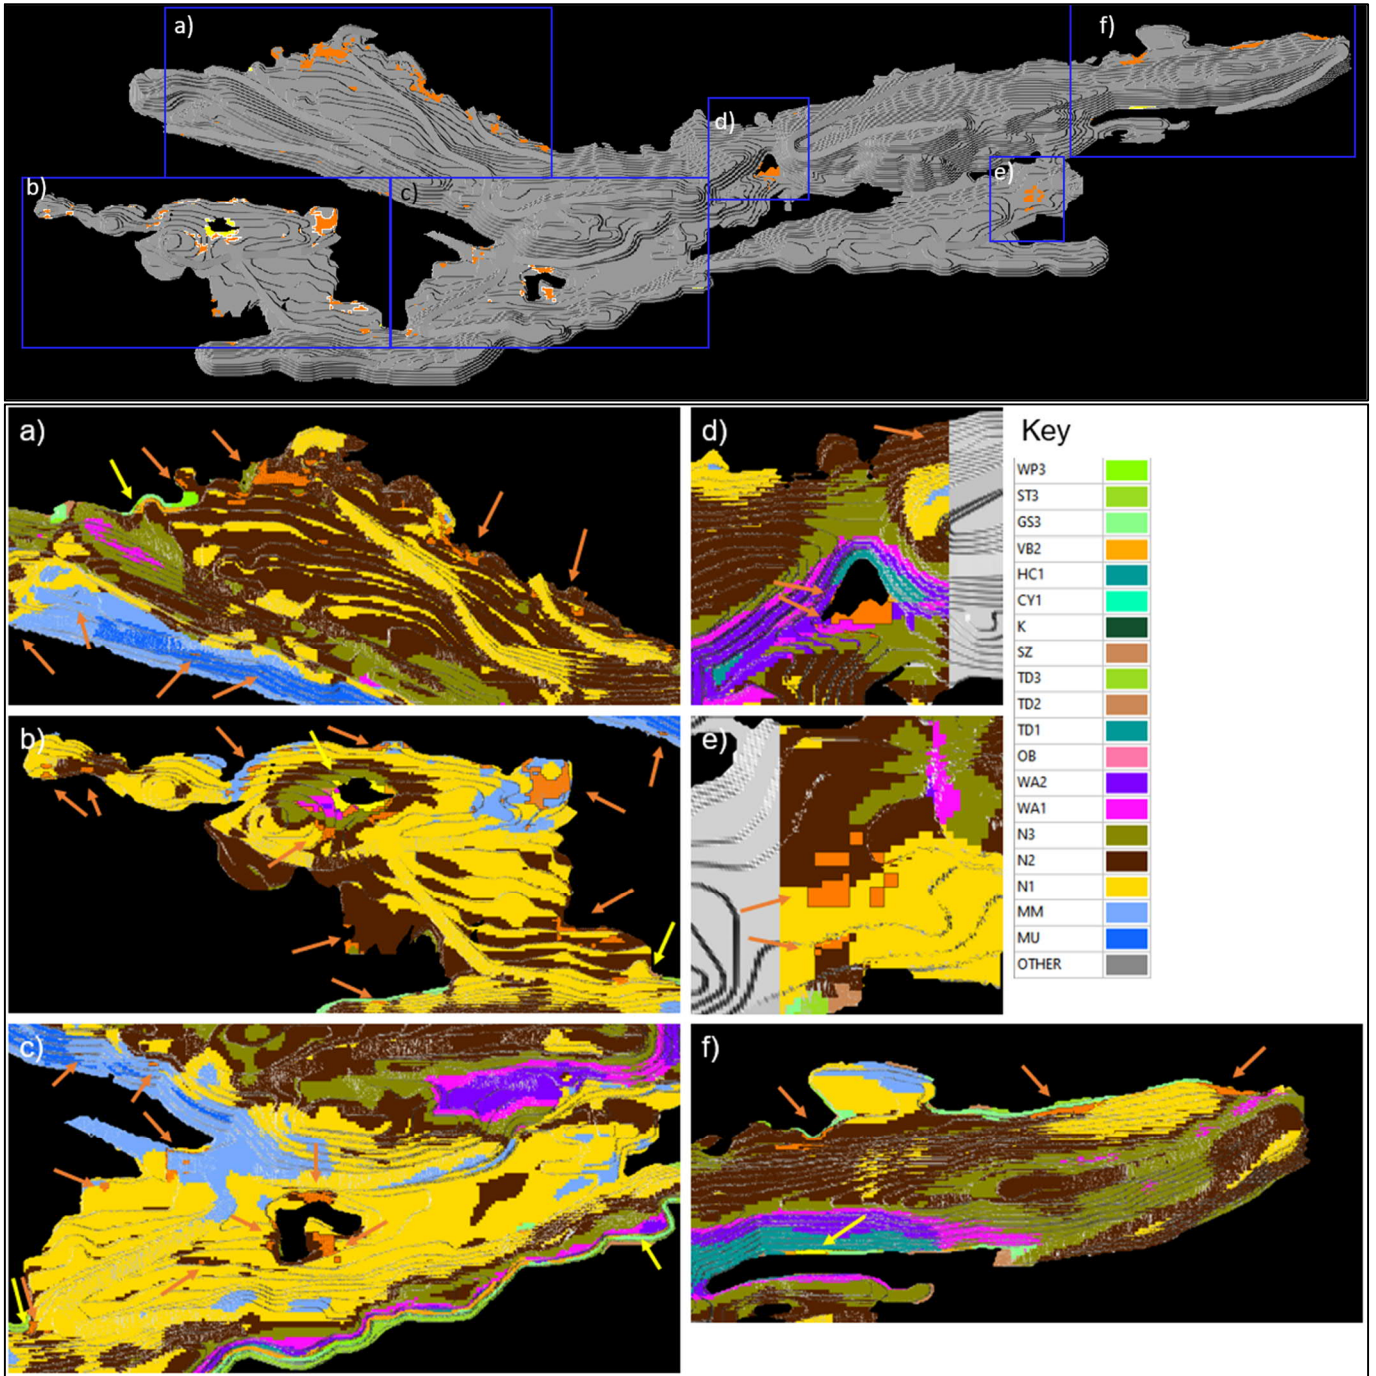 a)
f)
d)
e)
b)
c)
a)
d)
Key
WP3
ST3
GS3
VB2
HC1
CY1
K
SZ
TD3
TD2
TD1
OB
WA2
WA1
N3
N2
N1
MM
MU
OTHER
b)
e)
c)
f)